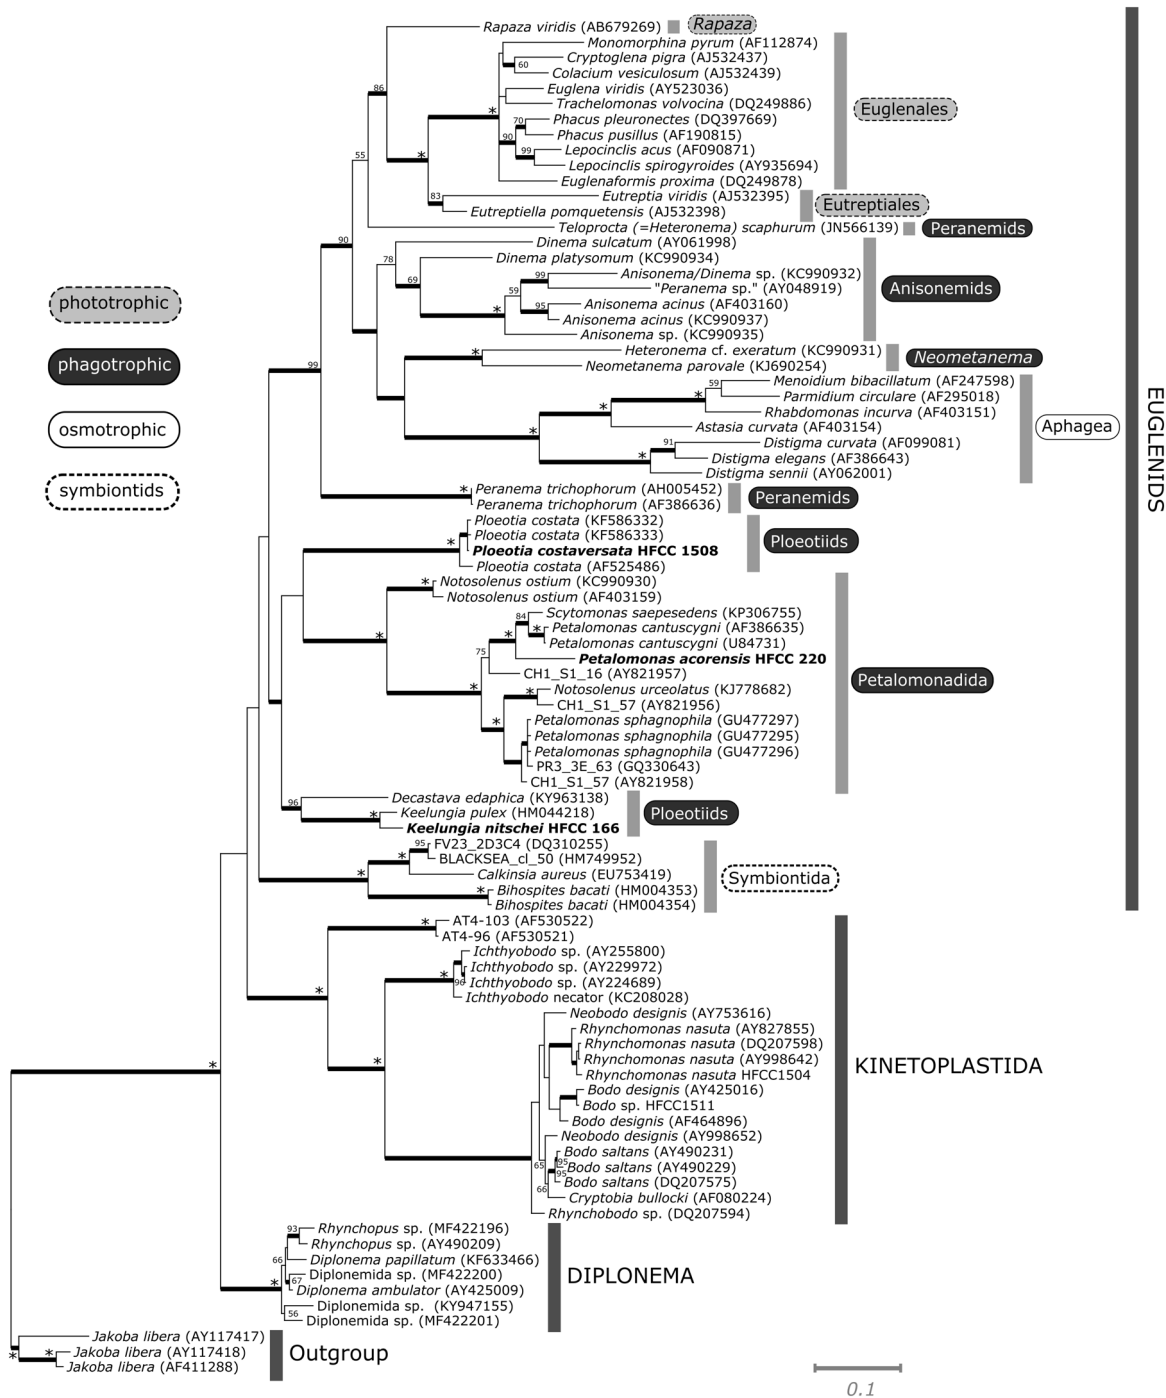 Rapaza viridis (AB679269)
Rapaza
Monomorphina pyrum (AF112874)
Cryptoglena pigra (AJ532437)
60
Colacium vesiculosum (AJ532439)
86
Euglena viridis (AY523036)
*
Trachelomonas volvocina (DQ249886)
Euglenales
70
Phacus pleuronectes (DQ397669)
90
Phacus pusillus (AF190815)
99
Lepocinclis acus (AF090871)
55
*
Lepocinclis spirogyroides (AY935694)
Euglenaformis proxima (DQ249878)
83
Eutreptia viridis (AJ532395)
Eutreptiales
Eutreptiella pomquetensis (AJ532398)
Teloprocta (=Heteronema) scaphurum (JN566139)
Peranemids
90
Dinema sulcatum (AY061998)
78
Dinema platysomum (KC990934)
69
99
Anisonema/Dinema sp. (KC990932)
"Peranema sp." (AY048919)
Anisonemids
59
95
Anisonema acinus (AF403160)
*
Anisonema acinus (KC990937)
Anisonema sp. (KC990935)
phototrophic
phagotrophic
osmotrophic
symbiontids
*
Heteronema cf. exeratum (KC990931)
Neometanema
99
Neometanema parovale (KJ690254)
59
Menoidium bibacillatum (AF247598)
*
Parmidium circulare (AF295018)
*
Rhabdomonas incurva (AF403151)
Astasia curvata (AF403154)
Aphagea
*
91
Distigma curvata (AF099081)
*
Distigma elegans (AF386643)
Distigma sennii (AY062001)
EUGLENIDS
*
Peranema trichophorum (AH005452)
Peranemids
Peranema trichophorum (AF386636)
Ploeotia costata (KF586332)
Ploeotia costata (KF586333)
Ploeotiids
*
Ploeotia costaversata HFCC 1508
Ploeotia costata (AF525486)
*
Notosolenus ostium (KC990930)
Notosolenus ostium (AF403159)
84
Scytomonas saepesedens (KP306755)
*
*
*
Petalomonas cantuscygni (AF386635)
Petalomonas cantuscygni (U84731)
75
Petalomonas acorensis HFCC 220
CH1_S1_16 (AY821957)
Petalomonadida
*
*
Notosolenus urceolatus (KJ778682)
CH1_S1_57 (AY821956)
*
Petalomonas sphagnophila (GU477297)
Petalomonas sphagnophila (GU477295)
Petalomonas sphagnophila (GU477296)
PR3_3E_63 (GQ330643)
CH1_S1_57 (AY821958)
96
Decastava edaphica (KY963138)
*
Keelungia pulex (HM044218)
Ploeotiids
Keelungia nitschei HFCC 166
95
FV23_2D3C4 (DQ310255)
*
BLACKSEA_cl_50 (HM749952)
*
Calkinsia aureus (EU753419)
Symbiontida
*
Bihospites bacati (HM004353)
Bihospites bacati (HM004354)
*
AT4-103 (AF530522)
AT4-96 (AF530521)
Ichthyobodo sp. (AY255800)
*
Ichthyobodo sp. (AY229972)
96
Ichthyobodo sp. (AY224689)
*
Ichthyobodo necator (KC208028)
Neobodo designis (AY753616)
Rhynchomonas nasuta (AY827855)
Rhynchomonas nasuta (DQ207598)
*
*
Rhynchomonas nasuta (AY998642)
KINETOPLASTIDA
Rhynchomonas nasuta HFCC1504
Bodo designis (AY425016)
Bodo sp. HFCC1511
Bodo designis (AF464896)
Neobodo designis (AY998652)
Bodo saltans (AY490231)
65
95
Bodo saltans (AY490229)
95
Bodo saltans (DQ207575)
66
Cryptobia bullocki (AF080224)
Rhynchobodo sp. (DQ207594)
93
Rhynchopus sp. (MF422196)
Rhynchopus sp. (AY490209)
66
Diplonema papillatum (KF633466)
67
Diplonemida sp. (MF422200)
DIPLONEMA
*
Diplonema ambulator (AY425009)
Diplonemida sp. (KY947155)
56
Diplonemida sp. (MF422201)
Jakoba libera (AY117417)
*
*
Jakoba libera (AY117418)
Outgroup
Jakoba libera (AF411288)
0.1